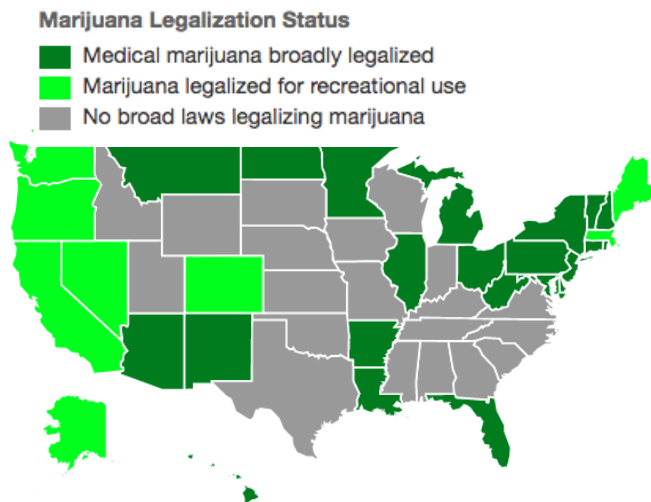 Marijuana Legalization Status
Medical marijuana broadly legalized
Marijuana legalized for recreational use
No broad laws legalizing marijuana